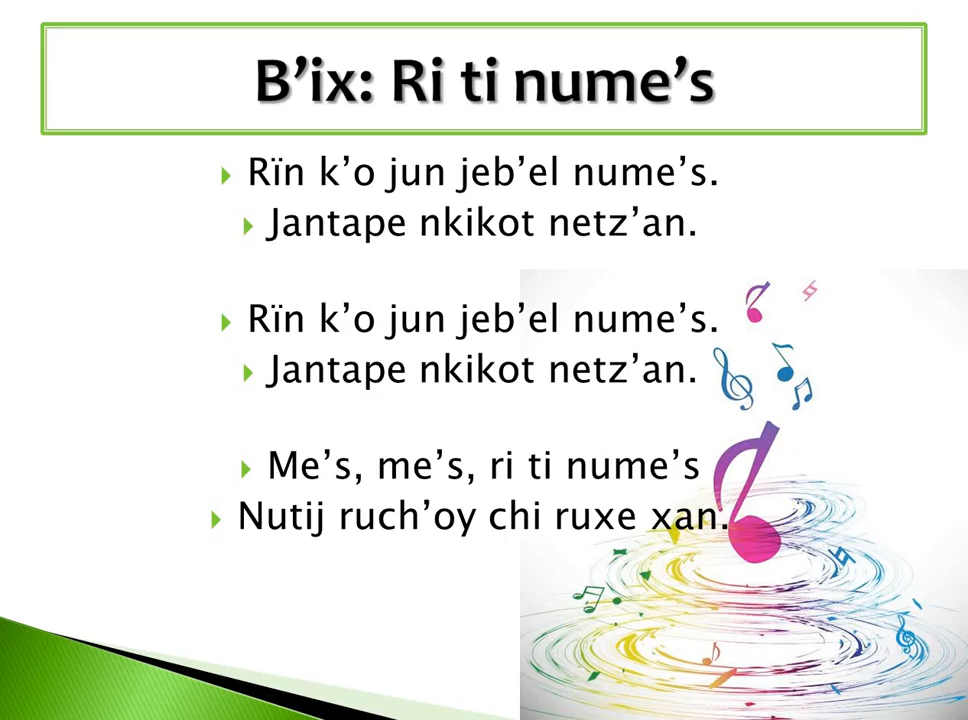 B’ix: Ri ti nume’s
Rïn k’o jun jeb’el nume’s.
Jantape nkikot netz’an.
Rïn k’o jun jeb’el nume’s.
Jantape nkikot netz’an.
Me’s, me’s, ri ti nume’s
Nutij ruch’oy chi ruxe xan.